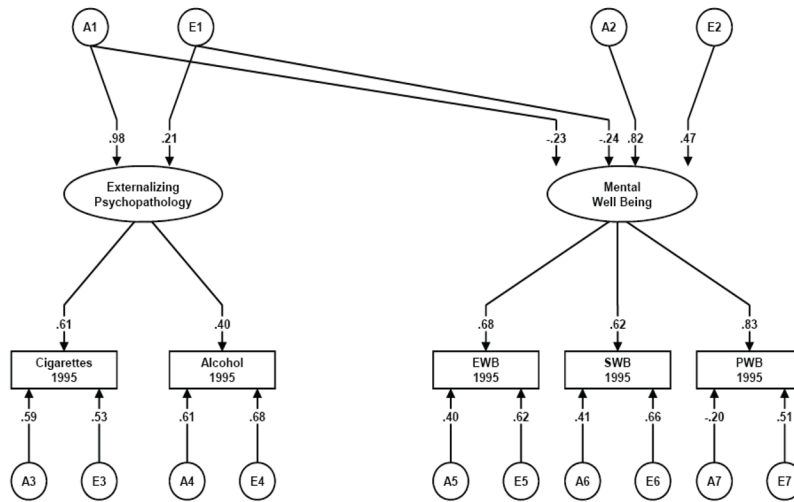 A1 E1 A2 E2
.98 .21 -.23 -.24 .82 .47
Externalizing
Psychopathology
Mental
Well Being
.61 .40 .68 .62 .83
Cigarettes
1995
Alcohol
1995
EWB
1995
SWB
1995
PWB
1995
.59 .53 .61 .68 .40 .62 .41 .66 -.20 .51
A3 E3 A4 E4 A5 E5 A6 E6 A7 E7